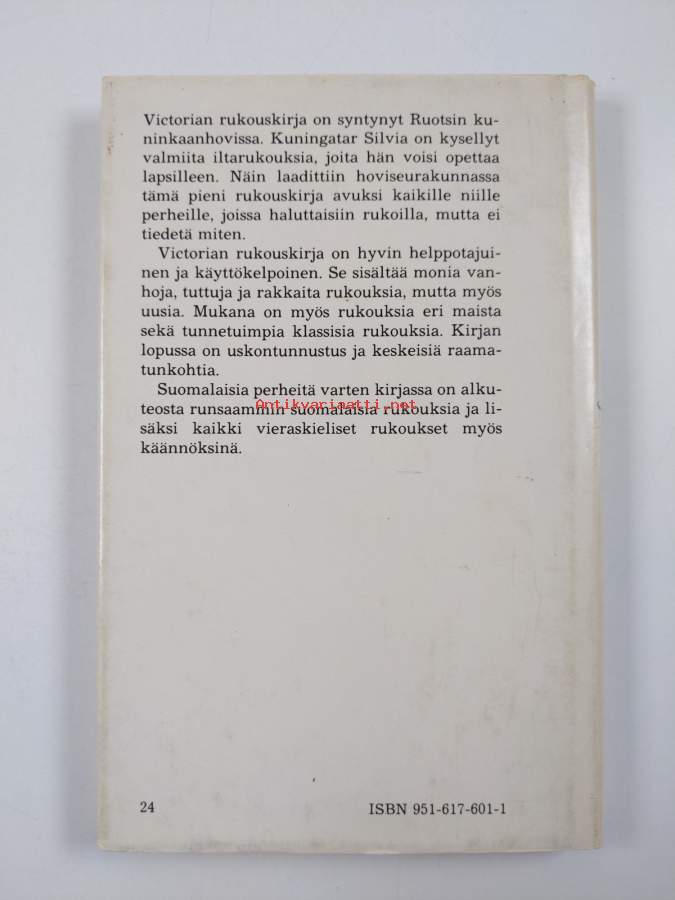 Victorian rukouskirja on syntynyt Ruotsin ku-
ninkaanhovissa. Kuningatar Silvia on kysellyt
valmiita iltarukouksia, joita hän voisi opettaa
lapsilleen. Näin laadittiin hoviseurakunnassa
tämä pieni rukouskirja avuksi kaikille niille
perheille, joissa haluttaisiin rukoilla, mutta ei
tiedetä miten.
Victorian rukouskirja on hyvin helppotajui-
nen ja käyttökelpoinen. Se sisältää monia van-
hoja, tuttuja ja rakkaita rukouksia, mutta myös
uusia. Mukana on myös rukouksia eri maista
sekä tunnetuimpia klassisia rukouksia. Kirjan
lopussa on uskontunnustus ja keskeisiä raama-
tunkohtia.
Suomalaisia perheitä varten kirjassa on alku-
Antikvariaatti.net
teosta runsaammin suomalaisia rukouksia ja li-
säksi kaikki vieraskieliset rukoukset myös
käännöksinä.
24 ISBN 951-617-601-1